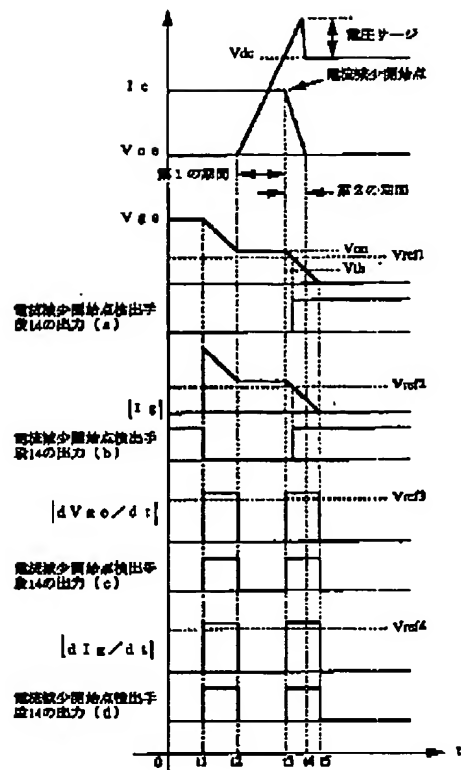 電圧サージ
Vdc
Ic
電流減少開始点
Vce
第1の期間
第2の期間
Vge
Von
Vref1
Vth
電流減少開始点検出手
段14の出力 (a)
Vref2
|Ig|
電流減少開始点検出手
段14の出力 (b)
Vref3
|dVge/dt|
電流減少開始点検出手
段14の出力 (c)
Vref4
|dIg/dt|
電流減少開始点検出手
段14の出力 (d)
0 t1 t2 t3 t4 t5 t